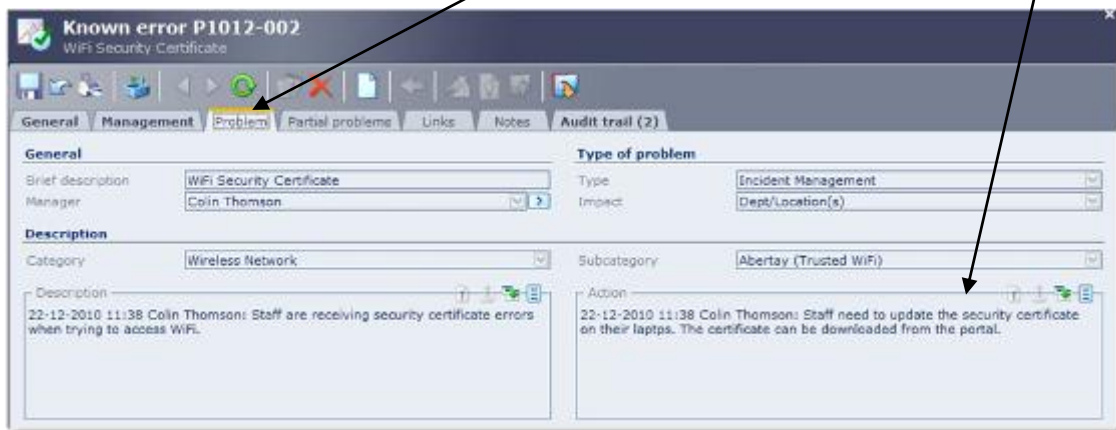 Known error P1012-002
WiFi Security Certificate
General Management Problem Partial problems Links Notes Audit trail (2)
General
Type of problem
Brief description WiFi Security Certificate
Type Incident Management
Manager Colin Thomson
Impact Dept/Location(s)
Description
Category Wireless Network
Subcategory Abertay (Trusted WiFi)
Description
22-12-2010 11:38 Colin Thomson: Staff are receiving security certificate errors
when trying to access WiFi.
Action
22-12-2010 11:38 Colin Thomson: Staff need to update the security certificate
on their laptps. The certificate can be downloaded from the portal.